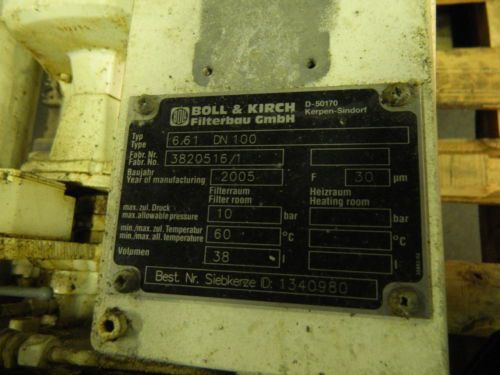 BOLL & KIRCH
Filterbau GmbH
D-50170
Kerpen-Sindorf
Typ
Type
6.61 DN 100
Fabr. Nr.
Fabr. No.
3820516/1
Baujahr
Year of manufacturing
2005
F 30 µm
Filterraum
Filter room
Heizraum
Heating room
max. zul. Druck
max. allowable pressure
10 bar
bar
min./max. zul. Temperatur
min./max. all. temperature
60 °C
°C
Volumen
38 l
l
Best. Nr. Siebkerze ID: 1340980